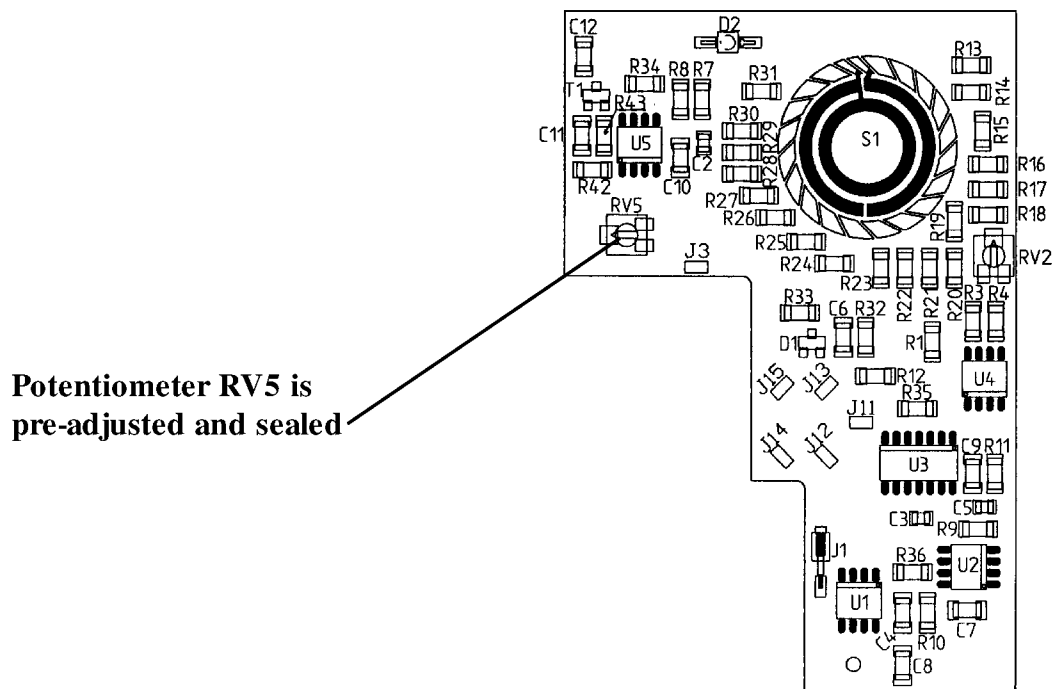 C12
D2
R34
R8
R7
R31
R13
R14
T1
R43
C11
U5
C2
R30
R29
R28
S1
R15
R16
R42
C10
R27
R17
RV5
R26
R18
R19
J3
R25
R24
R23
R22
R21
R20
RV2
R33
C6
R32
R3
R4
D1
R1
J15
J13
R12
U4
R35
J11
Potentiometer RV5 is
pre-adjusted and sealed
J14
J12
U3
C9
R11
C5
C3
R9
J1
R36
U2
U1
C4
R10
C7
C8